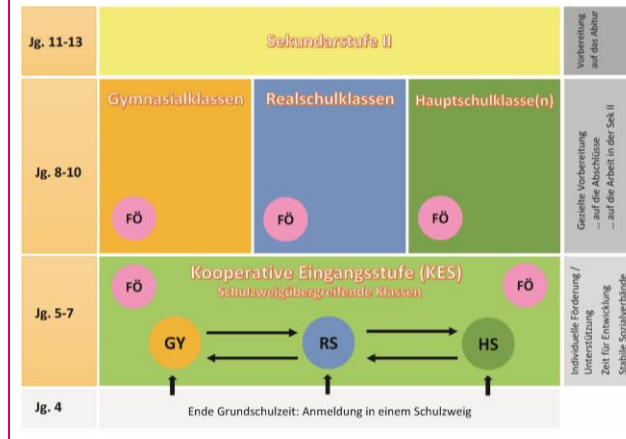 Jg. 11-13
Sekundarstufe II
Vorbereitung
auf das Abitur
Jg. 8-10
Gymnasialklassen
Realschulklassen
Hauptschulklasse(n)
FÖ
FÖ
FÖ
Gezielte Vorbereitung
... auf die Abschlüsse
... auf die Arbeit in der Sek II
Jg. 5-7
Kooperative Eingangsstufe (KES)
Schulzweigübergreifende Klassen
FÖ
FÖ
GY
RS
HS
Individuelle Förderung /
Unterstützung
Zeit für Entwicklung
Stabile Sozialverbände
Jg. 4
Ende Grundschulzeit: Anmeldung in einem Schulzweig